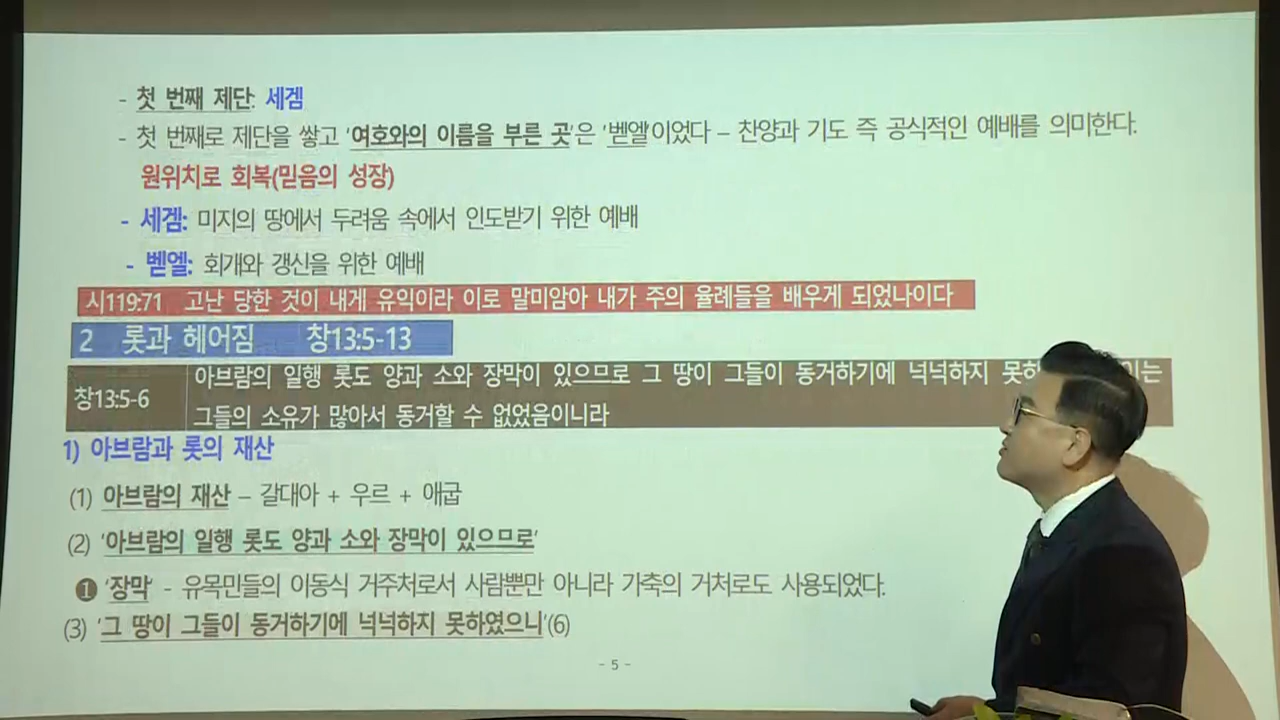 - 첫 번째 제단: 세겜
- 첫 번째로 제단을 쌓고 '여호와의 이름을 부른 곳'은 '벧엘'이었다 – 찬양과 기도 즉 공식적인 예배를 의미한다.
원위치로 회복(믿음의 성장)
- 세겜: 미지의 땅에서 두려움 속에서 인도받기 위한 예배
- 벧엘: 회개와 갱신을 위한 예배
시119:71 고난 당한 것이 내게 유익이라 이로 말미암아 내가 주의 율례들을 배우게 되었나이다
2 롯과 헤어짐 창13:5-13
창13:5-6 아브람의 일행 롯도 양과 소와 장막이 있으므로 그 땅이 그들이 동거하기에 넉넉하지 못하 이는
그들의 소유가 많아서 동거할 수 없었음이니라
1) 아브람과 롯의 재산
(1) 아브람의 재산 – 갈대아 + 우르 + 애굽
(2) '아브람의 일행 롯도 양과 소와 장막이 있으므로'
❶ '장막' - 유목민들의 이동식 거주처로서 사람뿐만 아니라 가축의 거처로도 사용되었다.
(3) '그 땅이 그들이 동거하기에 넉넉하지 못하였으니'(6)
- 5 -